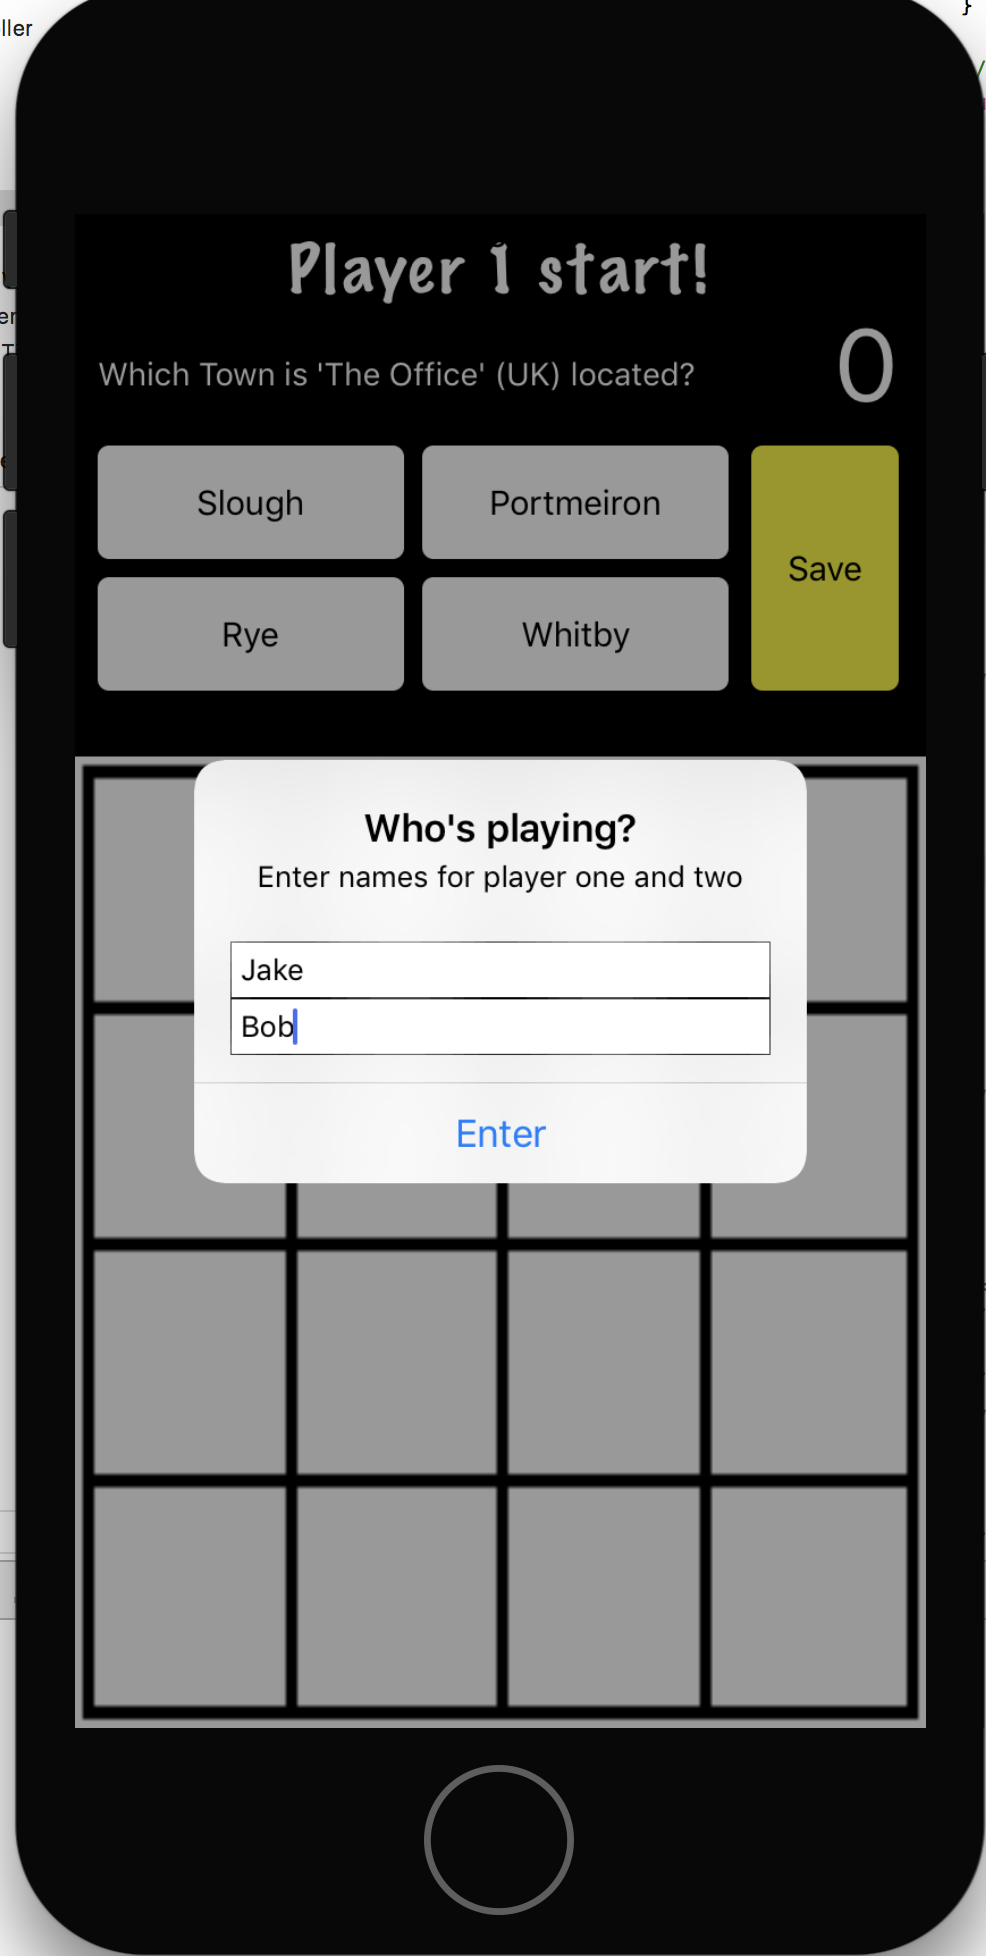 ller
}
/
er
T
Player 1 start!
Which Town is 'The Office' (UK) located?
0
Slough
Portmeiron
Save
Rye
Whitby
Who's playing?
Enter names for player one and two
Jake
Bob
Enter